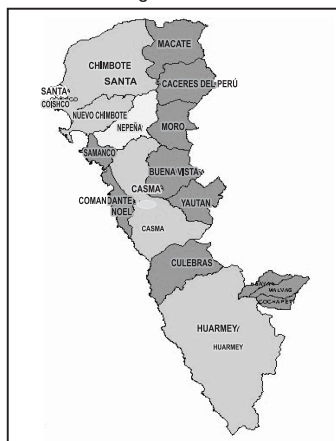 MACATE
CHIMBOTE
SANTA
CACERES DEL PERÚ
SANTA
COISHCO
NUEVO CHIMBOTE
NEPEÑA
MORO
SAMANCO
BUENA VISTA
CASMA
COMANDANTE
NOEL
YAUTAN
CASMA
CULEBRAS
MALVAS
COCHAPETI
HUARMEY
HUARMEY